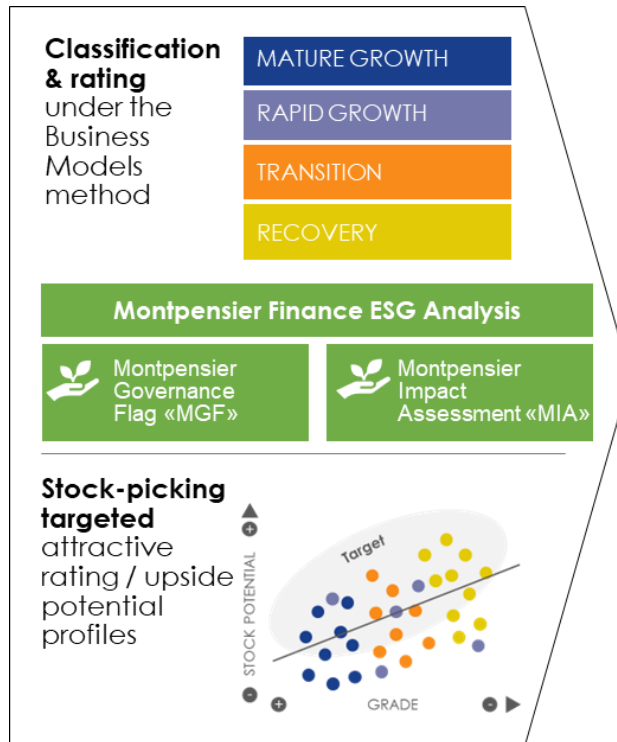 Classification
& rating
under the
Business
Models
method
MATURE GROWTH
RAPID GROWTH
TRANSITION
RECOVERY
Montpensier Finance ESG Analysis
Montpensier
Governance
Flag «MGF»
Montpensier
Impact
Assessment «MIA»
Stock-picking
targeted
attractive
rating / upside
potential
profiles
STOCK POTENTIAL
Target
GRADE